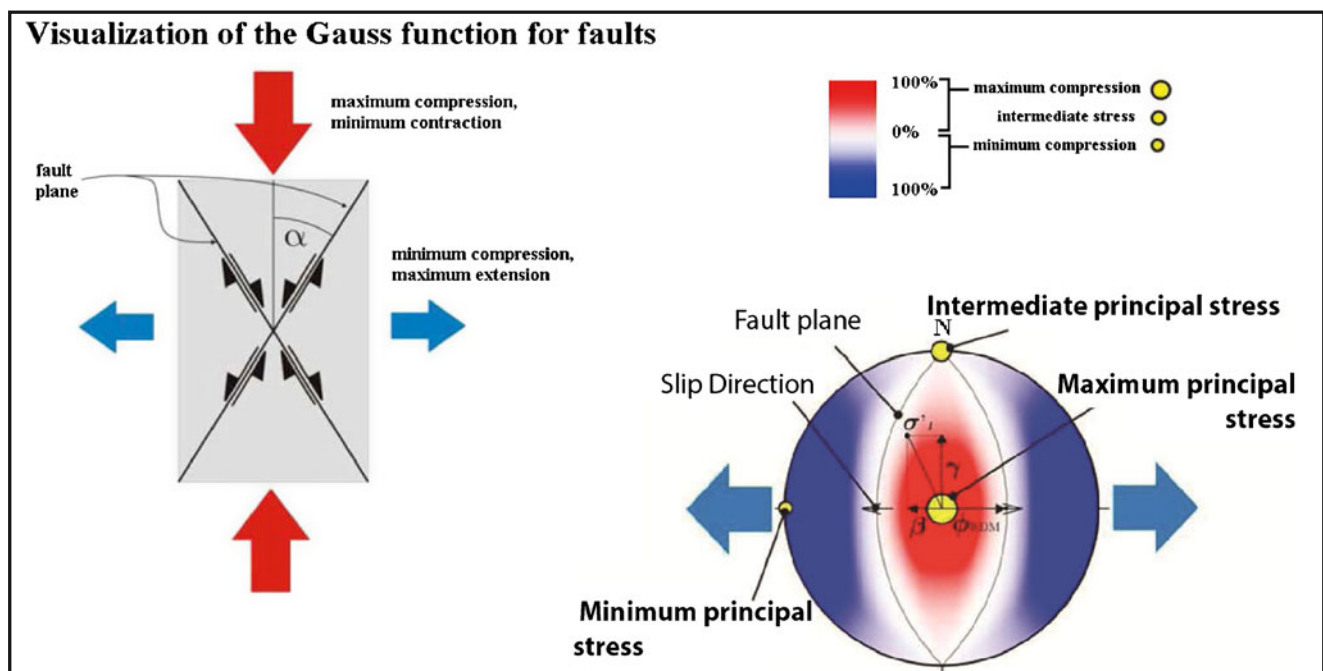 Visualization of the Gauss function for faults
maximum compression,
minimum contraction
fault
plane
α
minimum compression,
maximum extension
100%
0%
100%
maximum compression
intermediate stress
minimum compression
Intermediate principal stress
N
Fault plane
Slip Direction
Maximum principal
stress
σ'1
γ
β
ϕRDM
Minimum principal
stress